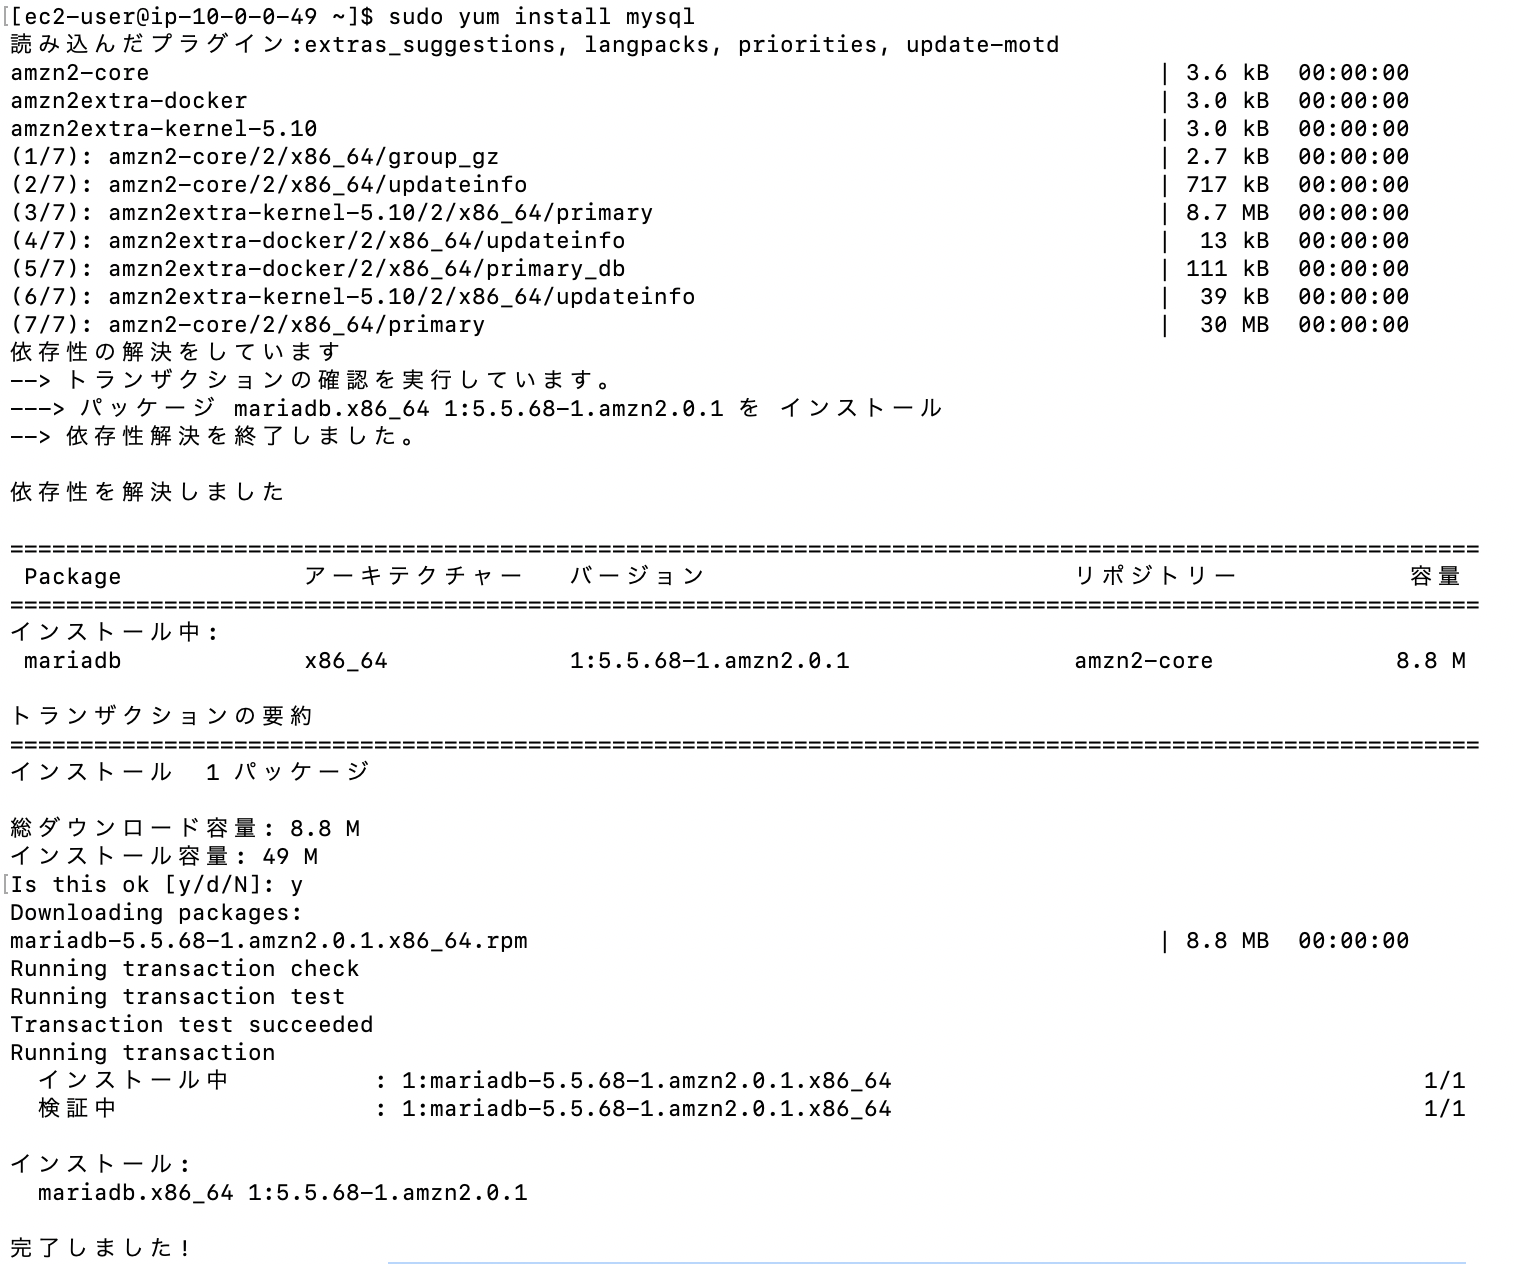 [[ec2-user@ip-10-0-0-49 ~]$ sudo yum install mysql
読み込んだプラグイン:extras_suggestions, langpacks, priorities, update-motd
amzn2-core | 3.6 kB 00:00:00
amzn2extra-docker | 3.0 kB 00:00:00
amzn2extra-kernel-5.10 | 3.0 kB 00:00:00
(1/7): amzn2-core/2/x86_64/group_gz | 2.7 kB 00:00:00
(2/7): amzn2-core/2/x86_64/updateinfo | 717 kB 00:00:00
(3/7): amzn2extra-kernel-5.10/2/x86_64/primary | 8.7 MB 00:00:00
(4/7): amzn2extra-docker/2/x86_64/updateinfo | 13 kB 00:00:00
(5/7): amzn2extra-docker/2/x86_64/primary_db | 111 kB 00:00:00
(6/7): amzn2extra-kernel-5.10/2/x86_64/updateinfo | 39 kB 00:00:00
(7/7): amzn2-core/2/x86_64/primary | 30 MB 00:00:00
依存性の解決をしています
--> トランザクションの確認を実行しています。
---> パッケージ mariadb.x86_64 1:5.5.68-1.amzn2.0.1 を インストール
--> 依存性解決を終了しました。
依存性を解決しました
=========================================================================================================
Package アーキテクチャー バージョン リポジトリー 容量
=========================================================================================================
インストール中:
mariadb x86_64 1:5.5.68-1.amzn2.0.1 amzn2-core 8.8 M
トランザクションの要約
=========================================================================================================
インストール 1 パッケージ
総ダウンロード容量: 8.8 M
インストール容量: 49 M
[Is this ok [y/d/N]: y
Downloading packages:
mariadb-5.5.68-1.amzn2.0.1.x86_64.rpm | 8.8 MB 00:00:00
Running transaction check
Running transaction test
Transaction test succeeded
Running transaction
インストール中 : 1:mariadb-5.5.68-1.amzn2.0.1.x86_64 1/1
検証中 : 1:mariadb-5.5.68-1.amzn2.0.1.x86_64 1/1
インストール:
mariadb.x86_64 1:5.5.68-1.amzn2.0.1
完了しました!